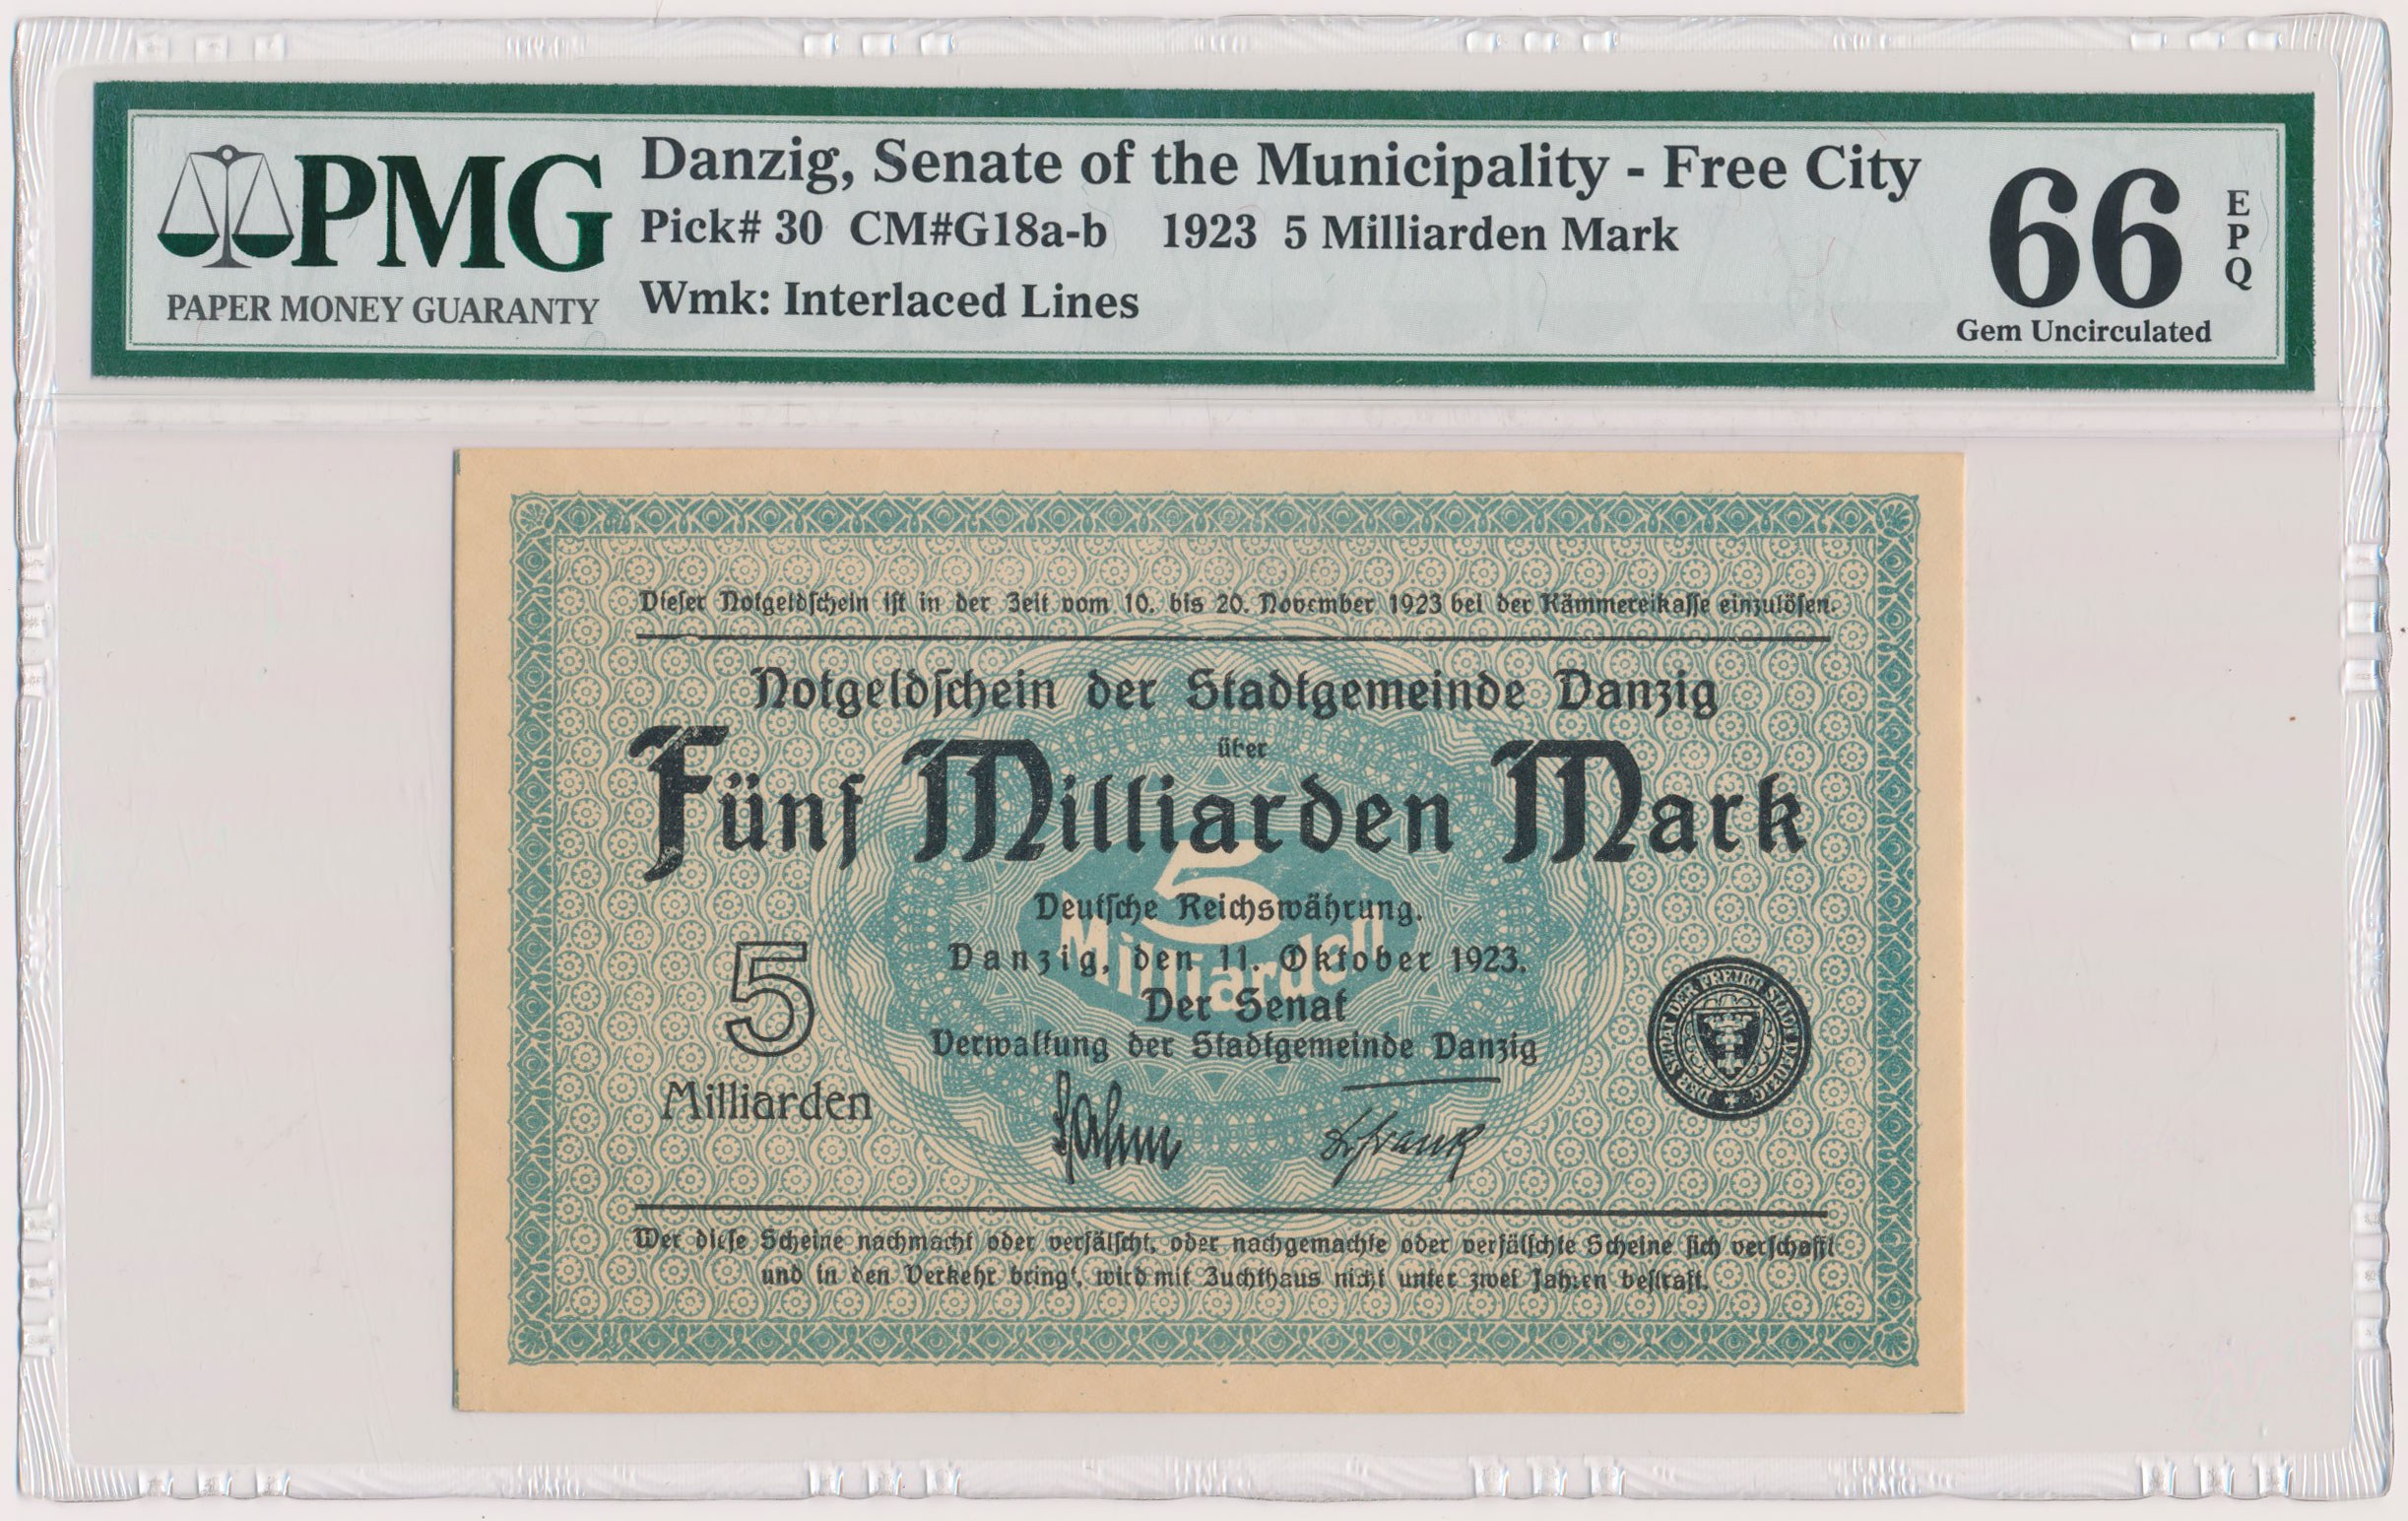 PMG
PAPER MONEY GUARANTY
Danzig, Senate of the Municipality - Free City
Pick# 30 CM#G18a-b 1923 5 Milliarden Mark
Wmk: Interlaced Lines
66
EPQ
Gem Uncirculated
Dieser Notgeldschein ist in der Zeit vom 10. bis 20. November 1923 bei der Kämmereikasse einzulösen.
Notgeldschein der Stadtgemeinde Danzig
über
Fünf Milliarden Mark
5
Milliarden
Deutsche Reichswährung.
Danzig, den 11. Oktober 1923.
Der Senat
Verwaltung der Stadtgemeinde Danzig
5
Milliarden
Sahm
Frank
Wer diese Scheine nachmacht oder verfälscht, oder nachgemachte oder verfälschte Scheine sich verschafft
und in den Verkehr bringt, wird mit Zuchthaus nicht unter zwei Jahren bestraft.